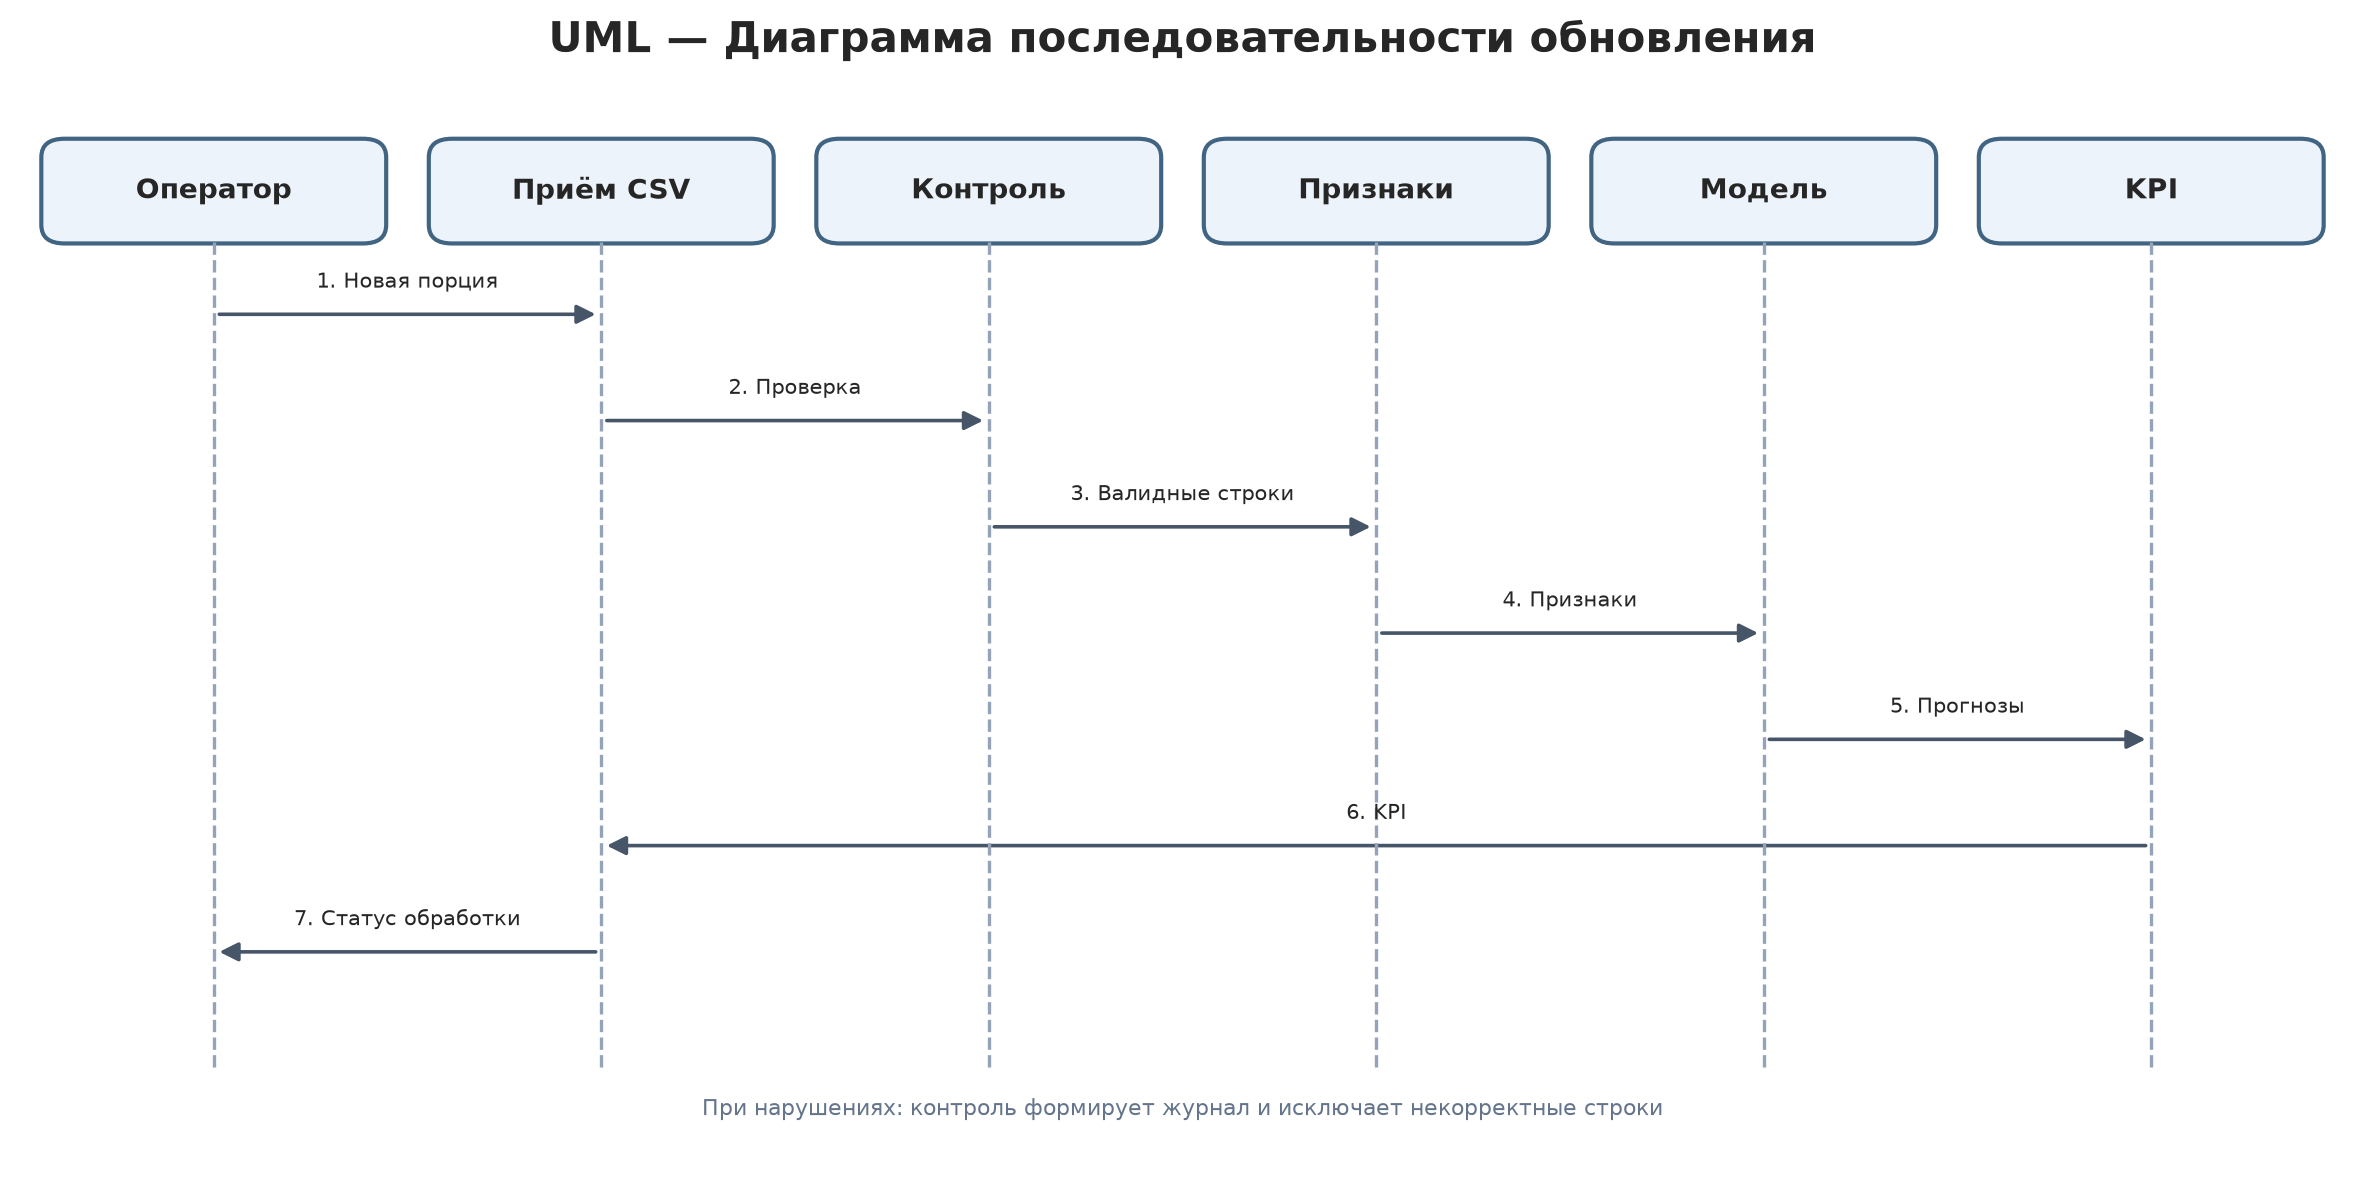 UML — Диаграмма последовательности обновления
Оператор
Приём CSV
Контроль
Признаки
Модель
KPI
1. Новая порция
2. Проверка
3. Валидные строки
4. Признаки
5. Прогнозы
6. KPI
7. Статус обработки
При нарушениях: контроль формирует журнал и исключает некорректные строки